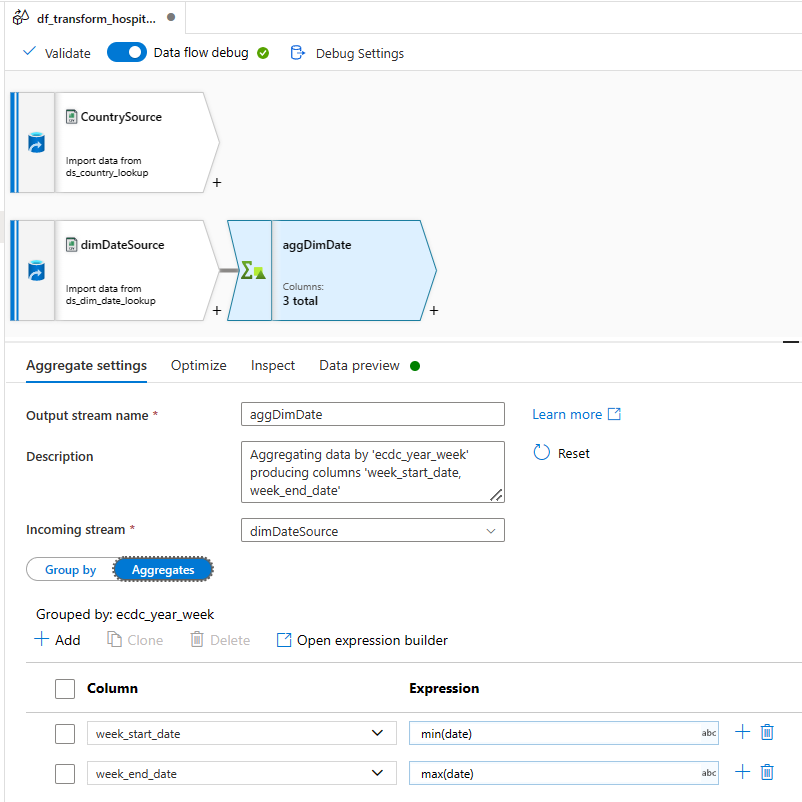 df_transform_hospit...
Validate
Data flow debug
Debug Settings
CountrySource
Import data from
ds_country_lookup
+
dimDateSource
Import data from
ds_dim_date_lookup
+
aggDimDate
Columns:
3 total
+
Aggregate settings
Optimize
Inspect
Data preview
Output stream name *
aggDimDate
Learn more
Description
Aggregating data by 'ecdc_year_week'
producing columns 'week_start_date,
week_end_date'
Reset
Incoming stream *
dimDateSource
Group by
Aggregates
Grouped by: ecdc_year_week
+ Add
Clone
Delete
Open expression builder
Column
Expression
week_start_date
min(date)
abc
week_end_date
max(date)
abc